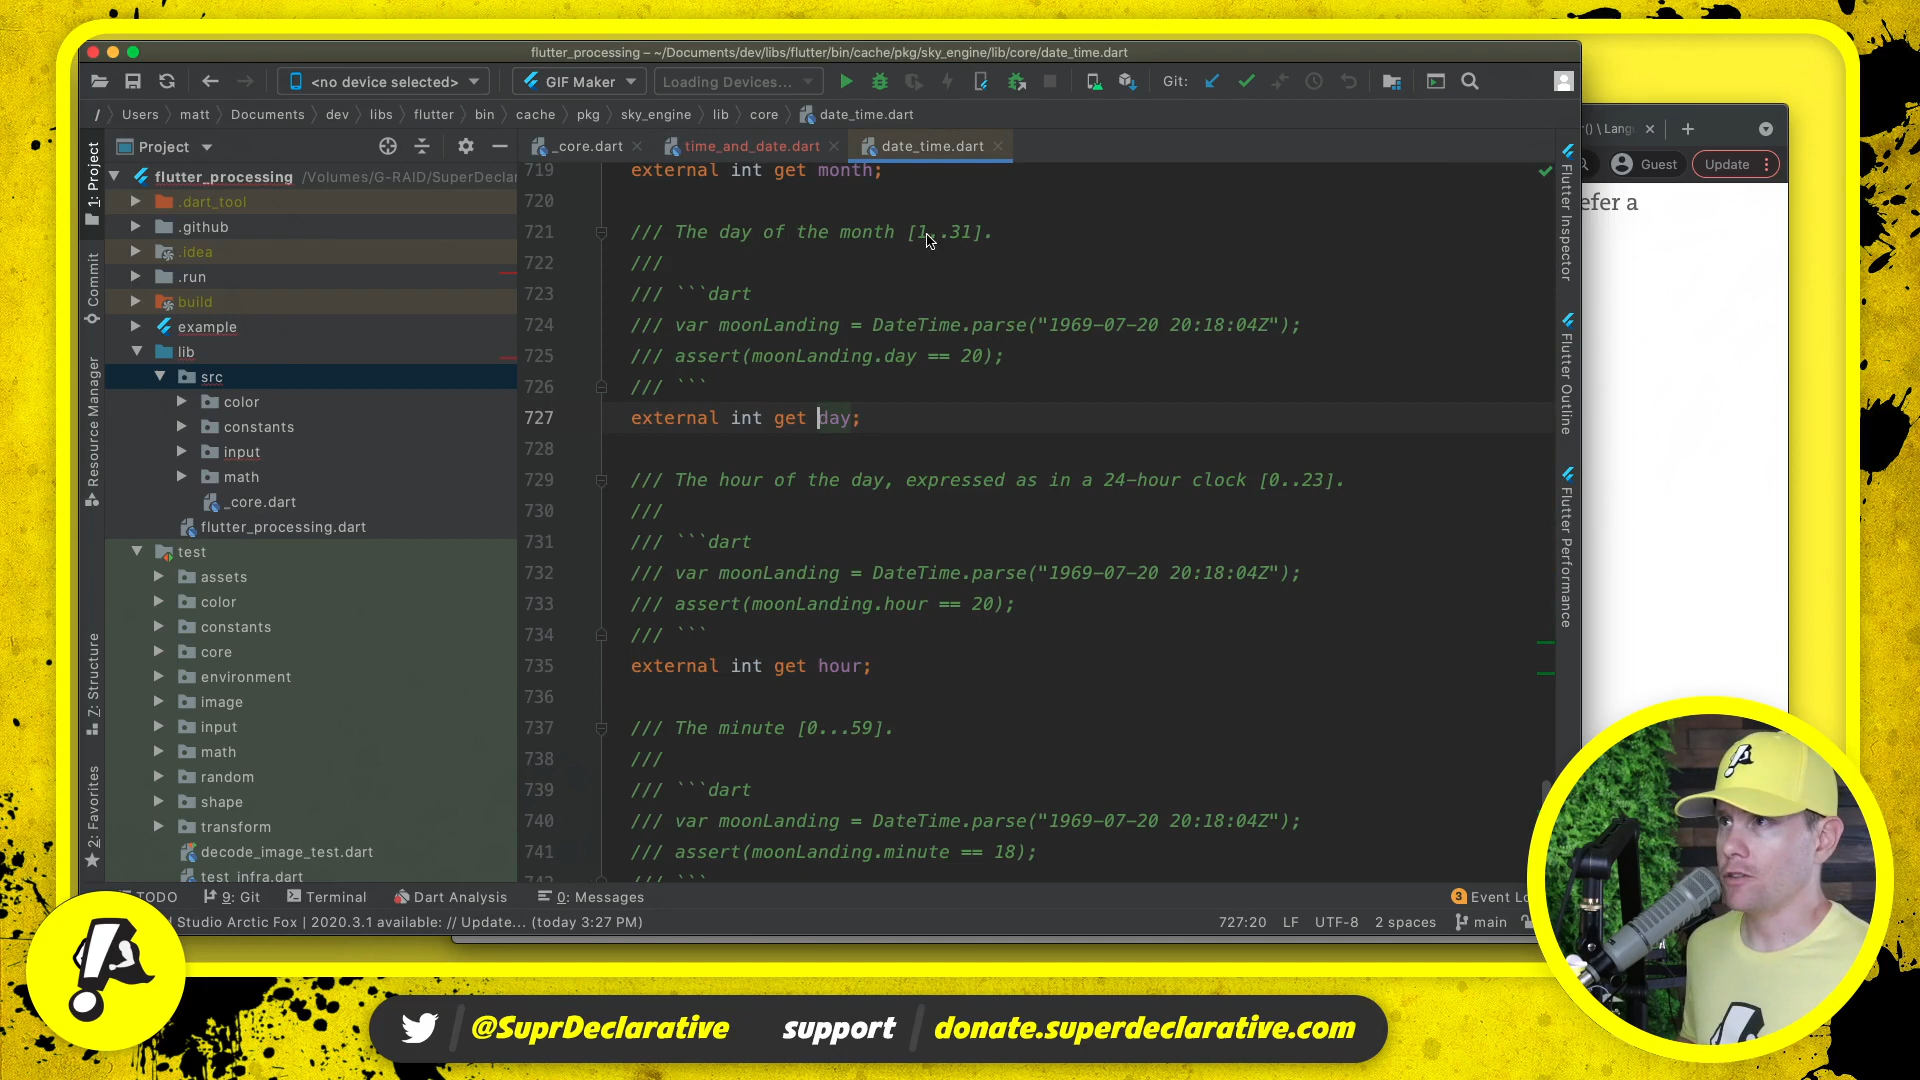 flutter_processing – ~/Documents/dev/libs/flutter/bin/cache/pkg/sky_engine/lib/core/date_time.dart
<no device selected> GIF Maker Loading Devices... Git:
/ Users matt Documents dev libs flutter bin cache pkg sky_engine lib core date_time.dart
Project
_core.dart time_and_date.dart date_time.dart
flutter_processing /Volumes/G-RAID/SuperDeclar
.dart_tool
.github
.idea
.run
build
example
lib
src
color
constants
input
math
_core.dart
flutter_processing.dart
test
assets
color
constants
core
environment
image
input
math
random
shape
transform
decode_image_test.dart
test_infra.dart
1: Project
Commit
Resource Manager
Z: Structure
2: Favorites
719 external int get month;
720
721 /// The day of the month [1..31].
722 ///
723 /// ```dart
724 /// var moonLanding = DateTime.parse("1969-07-20 20:18:04Z");
725 /// assert(moonLanding.day == 20);
726 /// ```
727 external int get day;
728
729 /// The hour of the day, expressed as in a 24-hour clock [0..23].
730 ///
731 /// ```dart
732 /// var moonLanding = DateTime.parse("1969-07-20 20:18:04Z");
733 /// assert(moonLanding.hour == 20);
734 /// ```
735 external int get hour;
736
737 /// The minute [0...59].
738 ///
739 /// ```dart
740 /// var moonLanding = DateTime.parse("1969-07-20 20:18:04Z");
741 /// assert(moonLanding.minute == 18);
Flutter Inspector
Flutter Outline
Flutter Performance
r() | Lang
Guest Update
efer a
TODO 9: Git Terminal Dart Analysis 0: Messages 3 Event Lo
Studio Arctic Fox | 2020.3.1 available: // Update... (today 3:27 PM) 727:20 LF UTF-8 2 spaces main
@SuprDeclarative support donate.superdeclarative.com